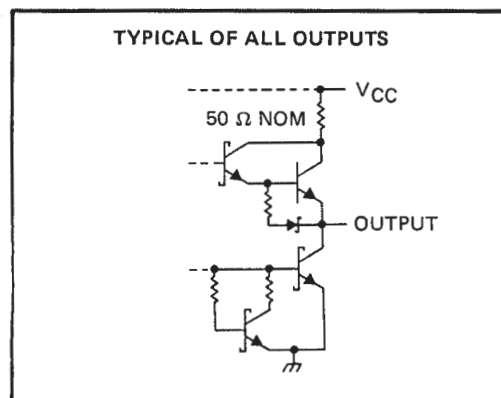 TYPICAL OF ALL OUTPUTS
VCC
50 Ω NOM
OUTPUT